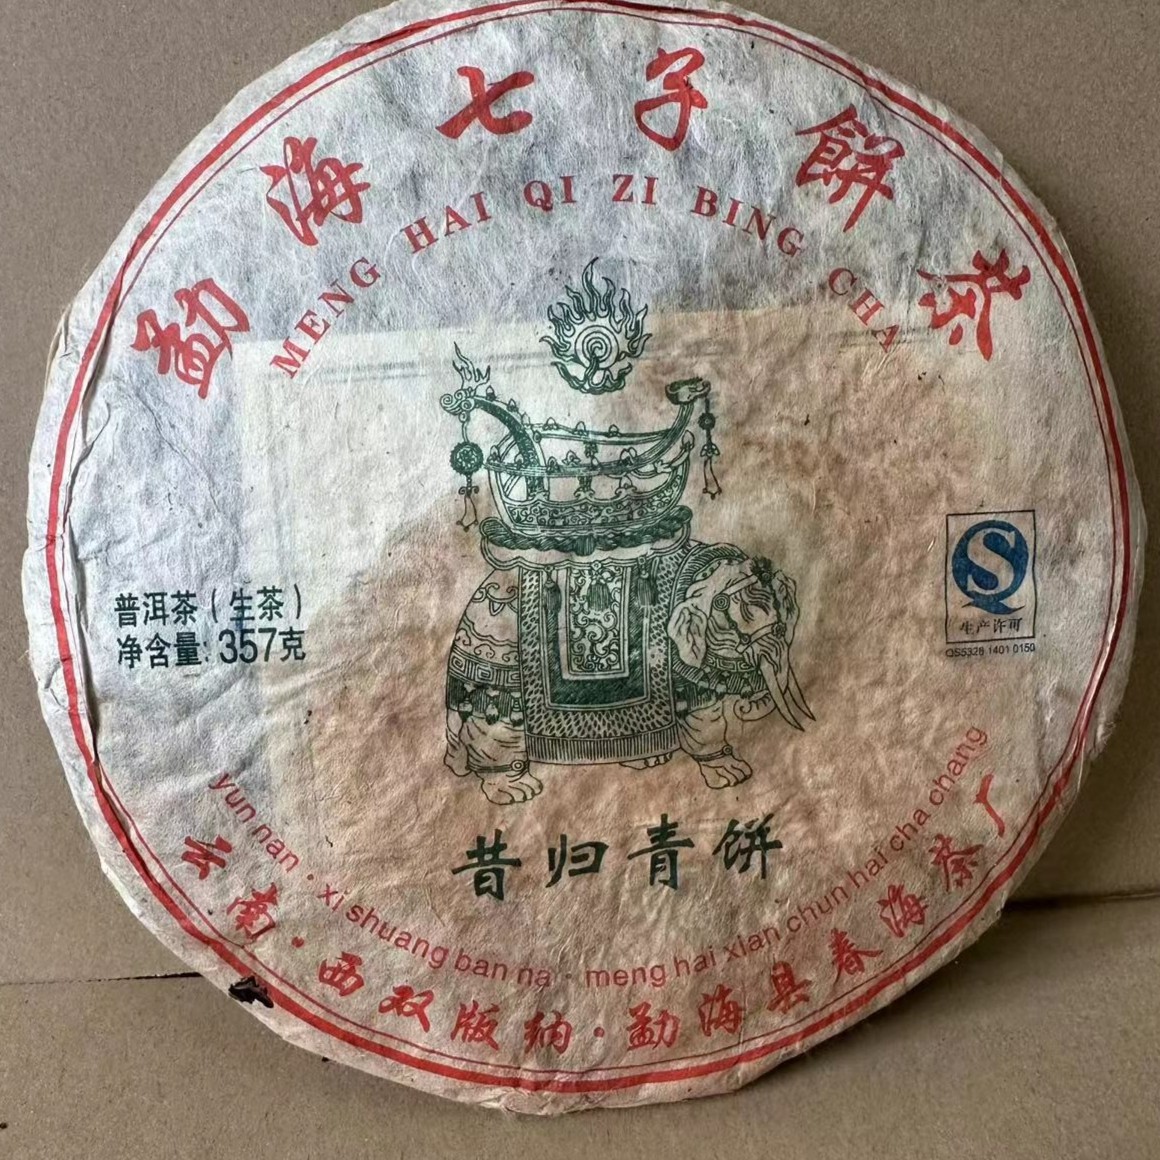 勐海七子餅茶
MENG HAI QI ZI BING CHA
普洱茶（生茶）
净含量: 357克
S
生产许可
QS5328 1401 0150
昔归青饼
yun nan · xi shuang ban na · meng hai xian chun hai cha chang
云南·西双版纳·勐海县春海茶厂